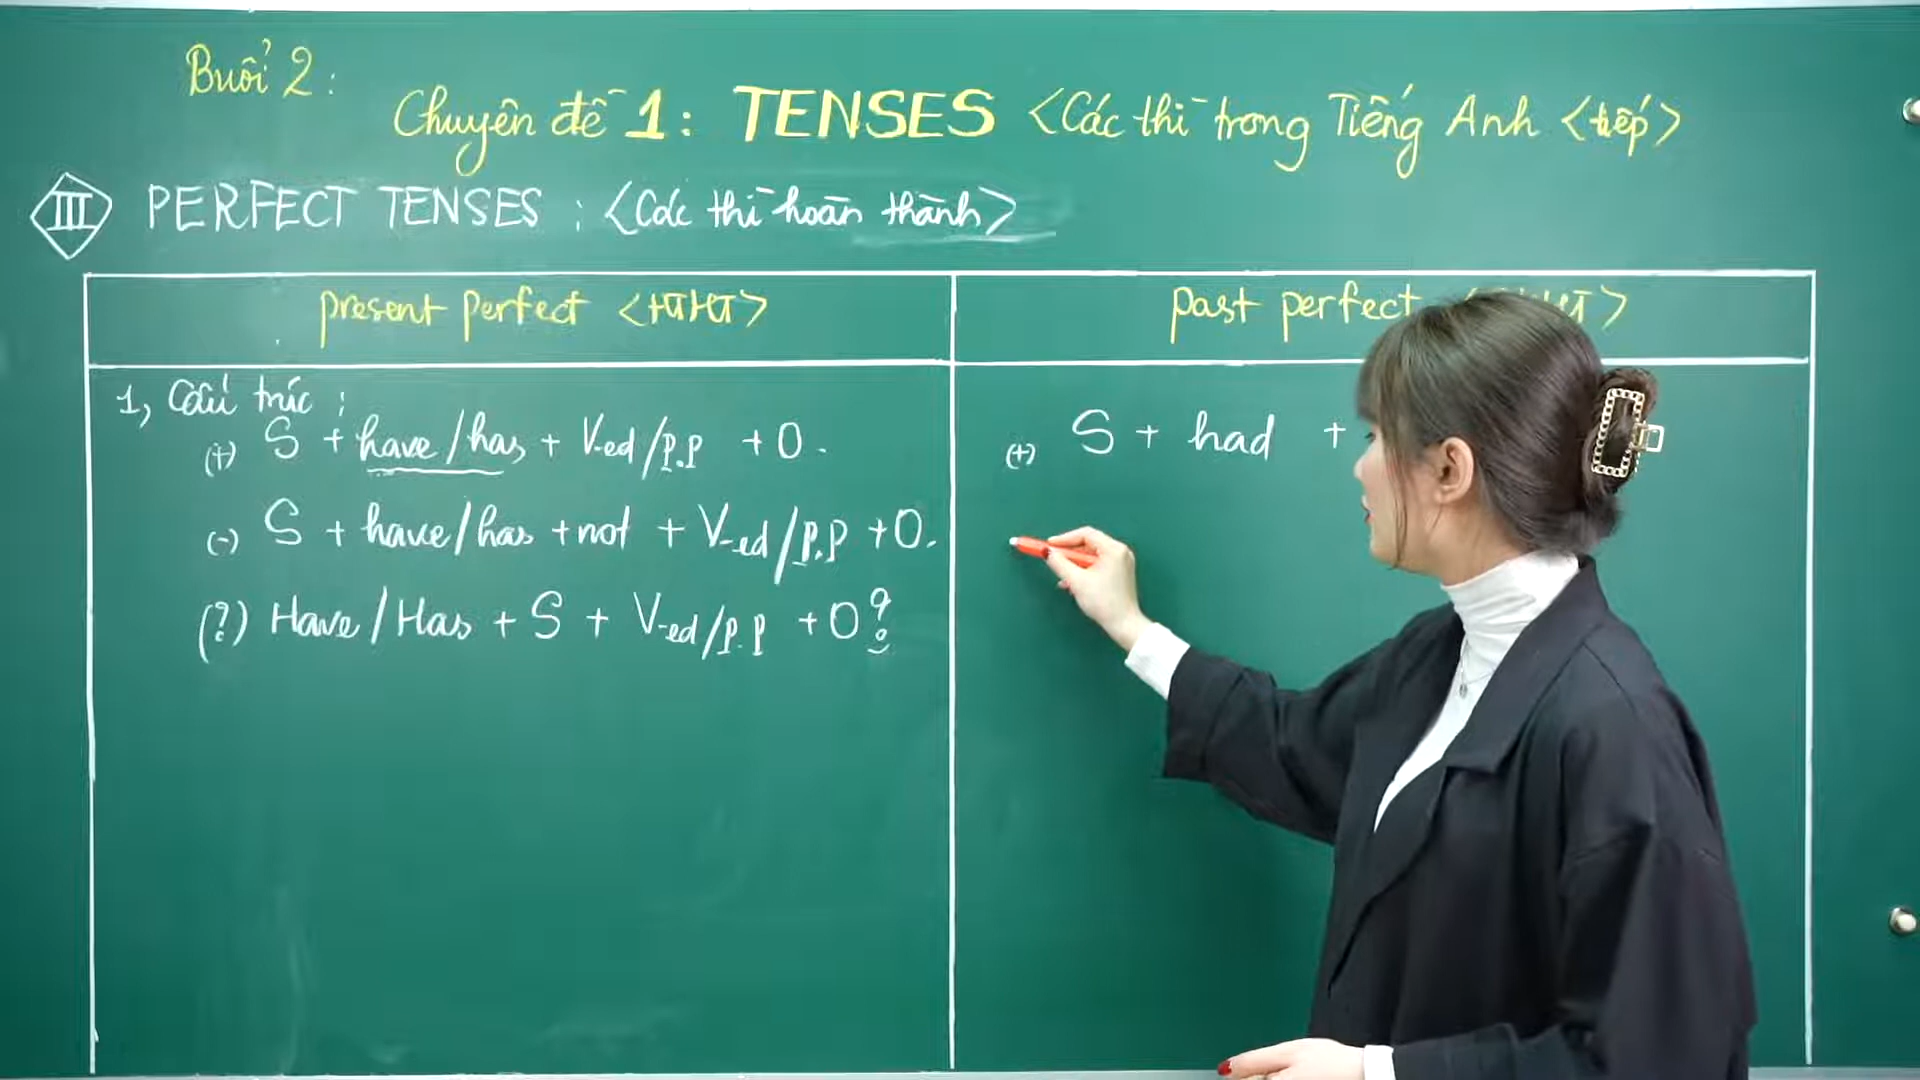 Buổi 2:
Chuyên đề 1: TENSES <Các thì trong Tiếng Anh <tiếp>
III PERFECT TENSES : <Các thì hoàn thành>
present perfect <HTHT>
past perfect
1, Cấu trúc :
(+) S + have/has + V-ed/P.P + O.
(-) S + have/has + not + V-ed/P.P + O.
(?) Have/Has + S + V-ed/P.P + O?
(+) S + had +